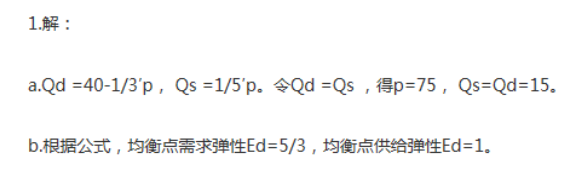 1.解：
a.Qd =40-1/3'p， Qs =1/5'p。令Qd =Qs ，得p=75， Qs=Qd=15。
b.根据公式，均衡点需求弹性Ed=5/3，均衡点供给弹性Ed=1。